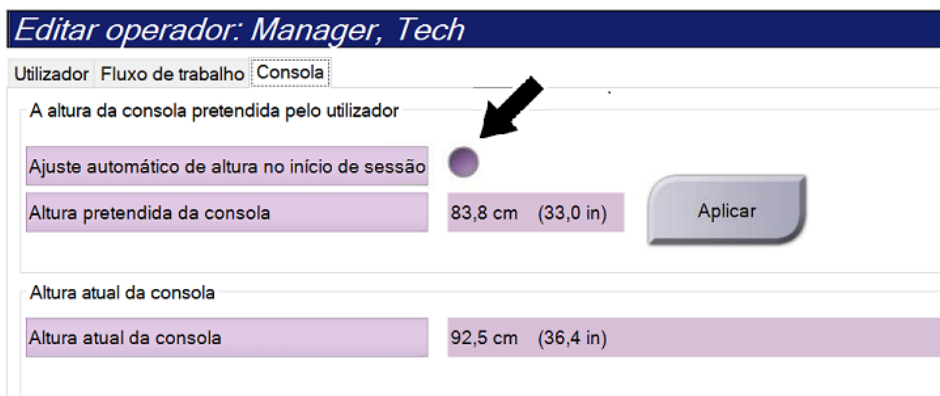 Editar operador: Manager, Tech
Utilizador Fluxo de trabalho Consola
A altura da consola pretendida pelo utilizador
Ajuste automático de altura no início de sessão
Altura pretendida da consola 83,8 cm (33,0 in) Aplicar
Altura atual da consola
Altura atual da consola 92,5 cm (36,4 in)